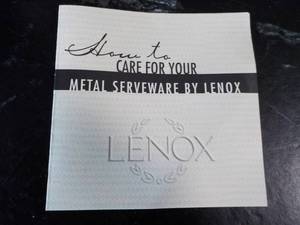 How to
CARE FOR YOUR
METAL SERVEWARE BY LENOX
LENOX